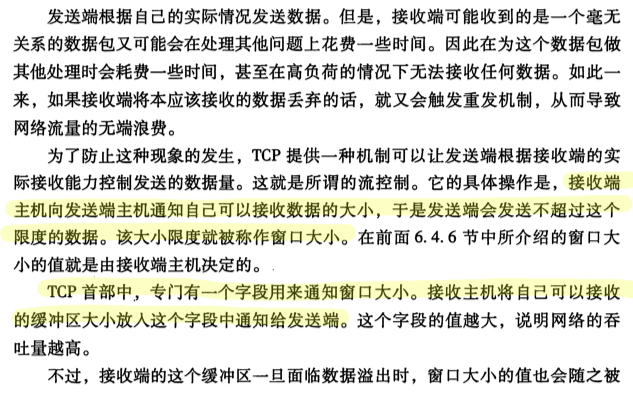 发送端根据自己的实际情况发送数据。但是，接收端可能收到的是一个毫无
关系的数据包又可能会在处理其他问题上花费一些时间。因此在为这个数据包做
其他处理时会耗费一些时间，甚至在高负荷的情况下无法接收任何数据。如此一
来，如果接收端将本应该接收的数据丢弃的话，就又会触发重发机制，从而导致
网络流量的无端浪费。
为了防止这种现象的发生，TCP 提供一种机制可以让发送端根据接收端的实
际接收能力控制发送的数据量。这就是所谓的流控制。它的具体操作是，接收端
主机向发送端主机通知自己可以接收数据的大小，于是发送端会发送不超过这个
限度的数据。该大小限度就被称作窗口大小。在前面 6.4.6 节中所介绍的窗口大
小的值就是由接收端主机决定的。
TCP 首部中，专门有一个字段用来通知窗口大小。接收主机将自己可以接收
的缓冲区大小放入这个字段中通知给发送端。这个字段的值越大，说明网络的吞
吐量越高。
不过，接收端的这个缓冲区一旦面临数据溢出时，窗口大小的值也会随之被